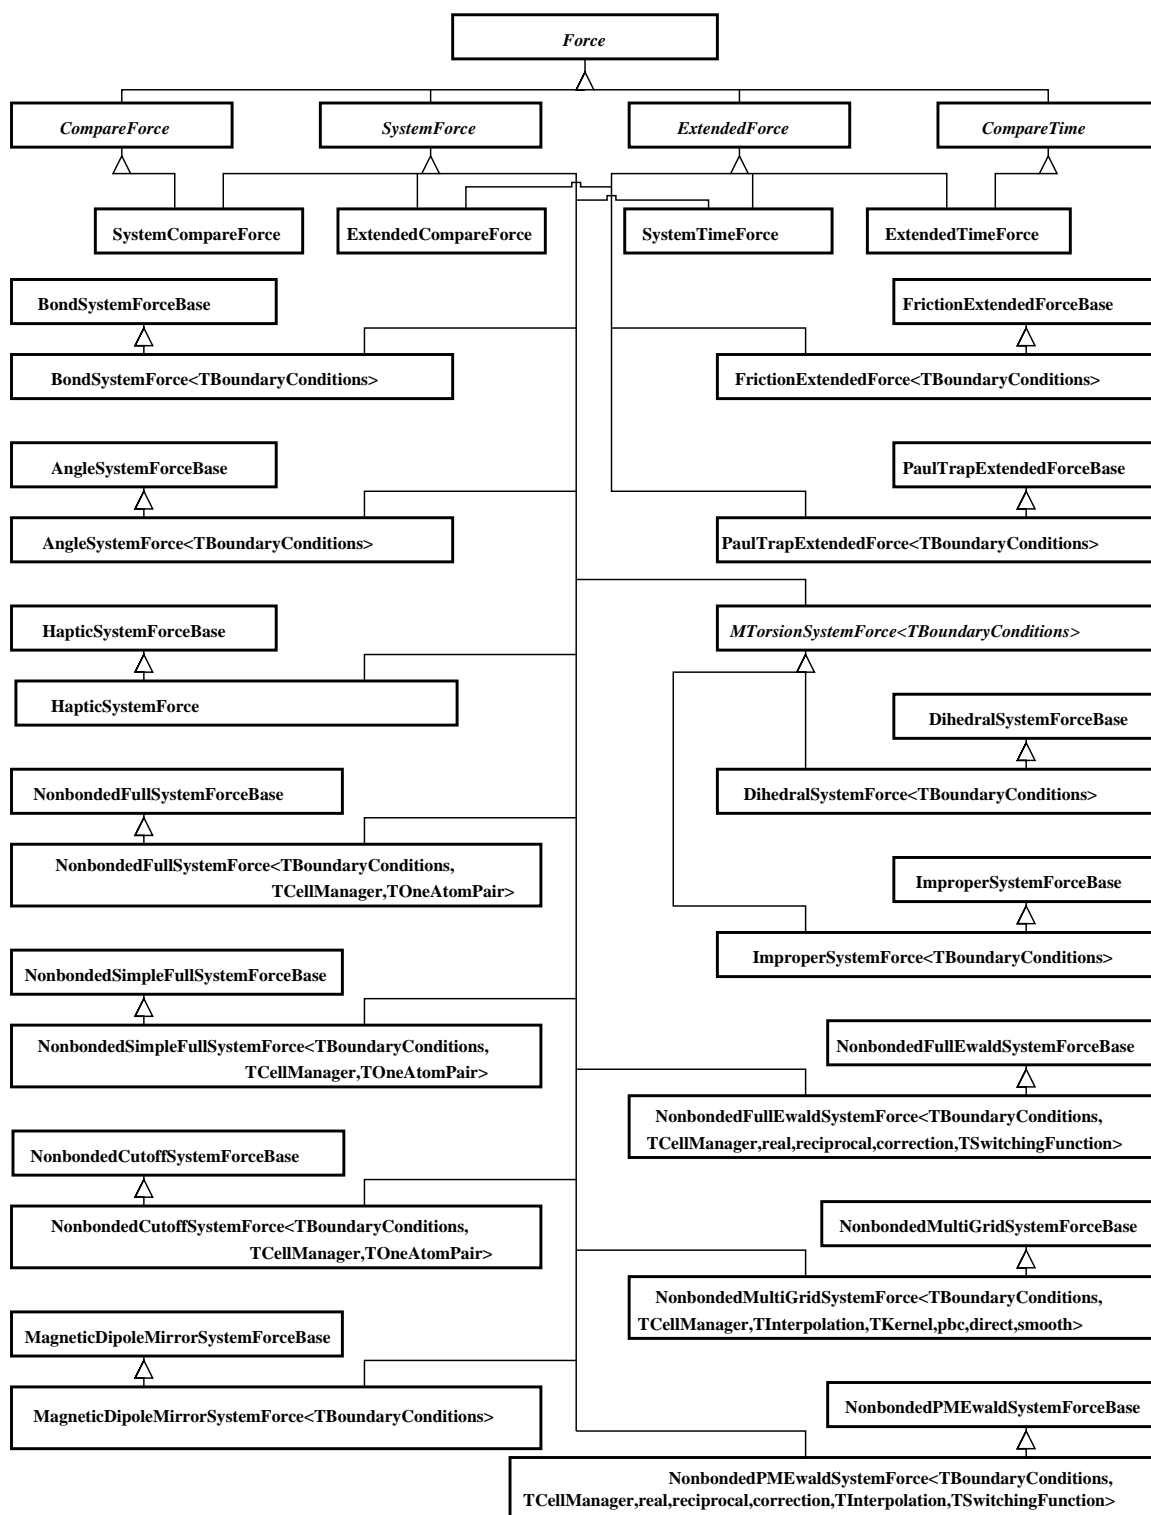 Force
CompareForce
SystemForce
ExtendedForce
CompareTime
SystemCompareForce
ExtendedCompareForce
SystemTimeForce
ExtendedTimeForce
BondSystemForceBase
FrictionExtendedForceBase
BondSystemForce<TBoundaryConditions>
FrictionExtendedForce<TBoundaryConditions>
AngleSystemForceBase
PaulTrapExtendedForceBase
AngleSystemForce<TBoundaryConditions>
PaulTrapExtendedForce<TBoundaryConditions>
HapticSystemForceBase
MTorsionSystemForce<TBoundaryConditions>
HapticSystemForce
DihedralSystemForceBase
NonbondedFullSystemForceBase
DihedralSystemForce<TBoundaryConditions>
NonbondedFullSystemForce<TBoundaryConditions,
TCellManager,TOneAtomPair>
ImproperSystemForceBase
ImproperSystemForce<TBoundaryConditions>
NonbondedSimpleFullSystemForceBase
NonbondedSimpleFullSystemForce<TBoundaryConditions,
TCellManager,TOneAtomPair>
NonbondedFullEwaldSystemForceBase
NonbondedFullEwaldSystemForce<TBoundaryConditions,
TCellManager,real,reciprocal,correction,TSwitchingFunction>
NonbondedCutoffSystemForceBase
NonbondedCutoffSystemForce<TBoundaryConditions,
TCellManager,TOneAtomPair>
NonbondedMultiGridSystemForceBase
NonbondedMultiGridSystemForce<TBoundaryConditions,
TCellManager,TInterpolation,TKernel,pbc,direct,smooth>
MagneticDipoleMirrorSystemForceBase
MagneticDipoleMirrorSystemForce<TBoundaryConditions>
NonbondedPMEwaldSystemForceBase
NonbondedPMEwaldSystemForce<TBoundaryConditions,
TCellManager,real,reciprocal,correction,TInterpolation,TSwitchingFunction>